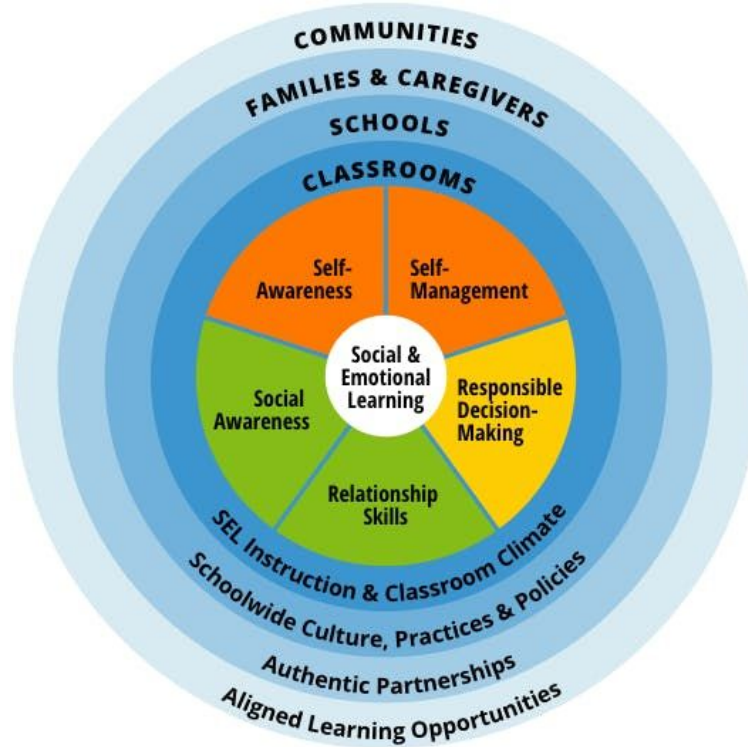 COMMUNITIES
FAMILIES & CAREGIVERS
SCHOOLS
CLASSROOMS
Self-
Awareness
Self-
Management
Social &
Emotional
Learning
Social
Awareness
Responsible
Decision-
Making
Relationship
Skills
SEL Instruction & Classroom Climate
Schoolwide Culture, Practices & Policies
Authentic Partnerships
Aligned Learning Opportunities